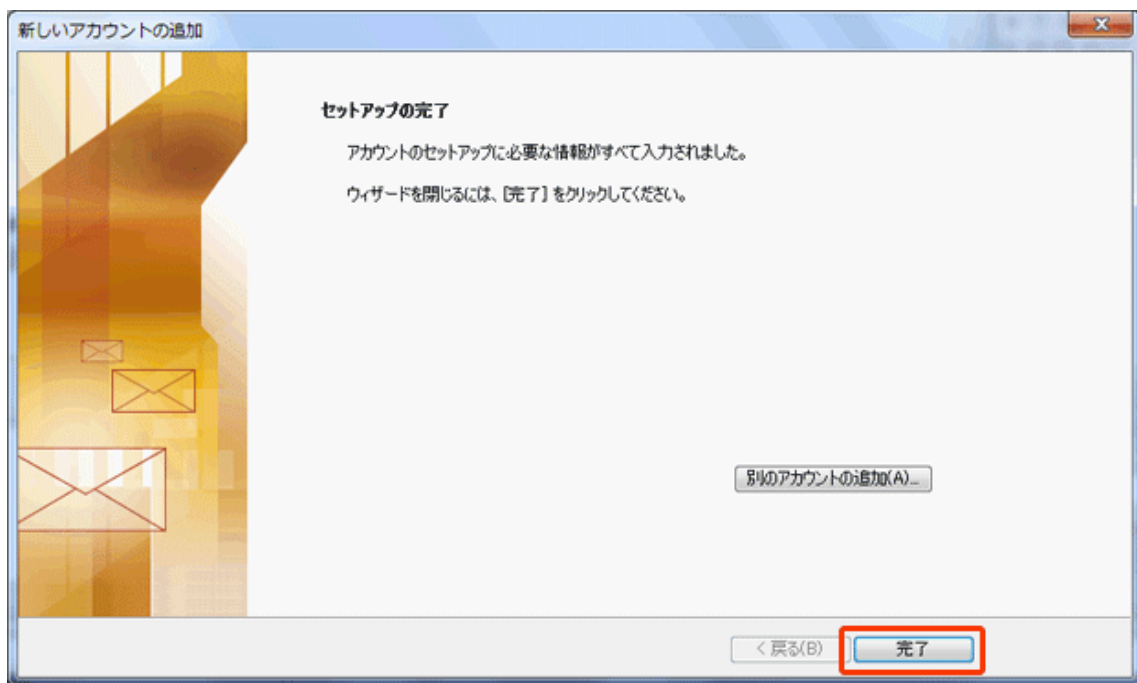 新しいアカウントの追加
セットアップの完了
アカウントのセットアップに必要な情報がすべて入力されました。
ウィザードを閉じるには、[完了] をクリックしてください。
別のアカウントの追加(A)...
< 戻る(B)
完了